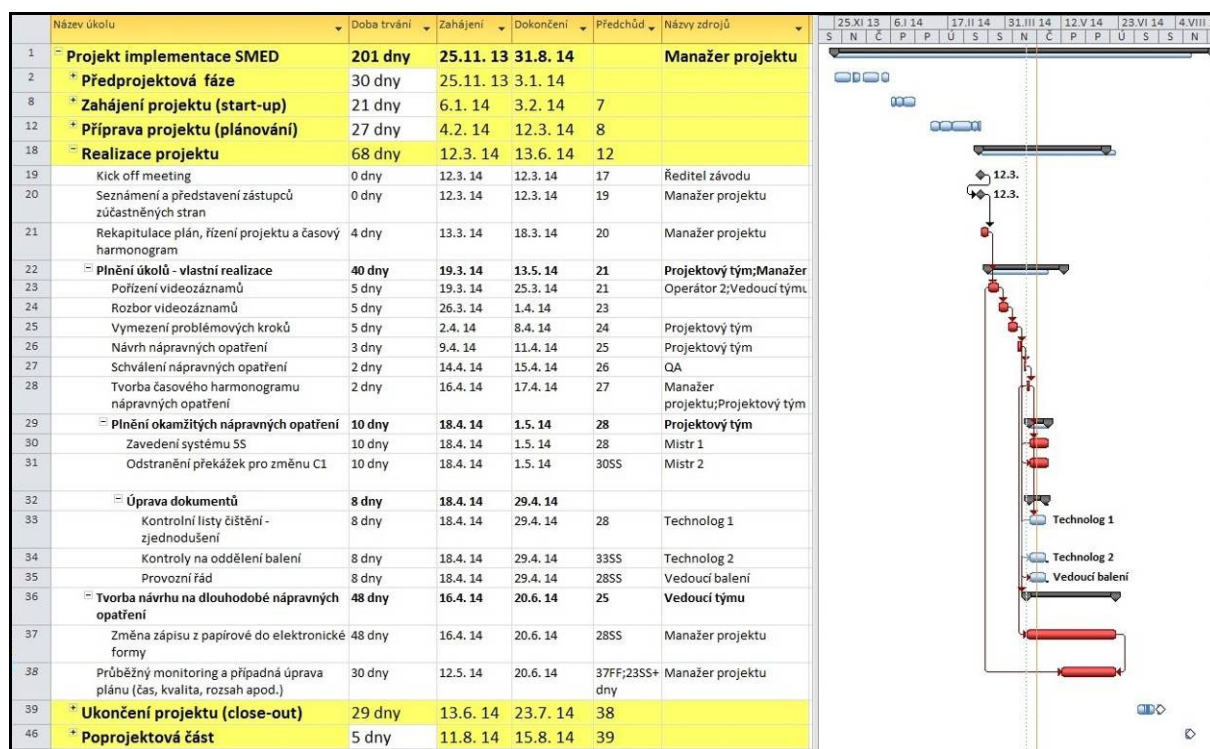 Název úkolu Doba trvání Zahájení Dokončení Předchůd Názvy zdrojů 25.XI 13 6.I 14 17.II 14 31.III 14 12.V 14 23.VI 14 4.VIII
S N Č P P Ú S S N Č P P Ú S S N
1 Projekt implementace SMED 201 dny 25.11. 13 31.8. 14 Manažer projektu
2 Předprojektová fáze 30 dny 25.11. 13 3.1. 14
8 Zahájení projektu (start-up) 21 dny 6.1. 14 3.2. 14 7
12 Příprava projektu (plánování) 27 dny 4.2. 14 12.3. 14 8
18 Realizace projektu 68 dny 12.3. 14 13.6. 14 12
19 Kick off meeting 0 dny 12.3. 14 12.3. 14 17 Ředitel závodu 12.3.
20 Seznámení a představení zástupců 0 dny 12.3. 14 12.3. 14 19 Manažer projektu 12.3.
zúčastněných stran
21 Rekapitulace plán, řízení projektu a časový 4 dny 13.3. 14 18.3. 14 20 Manažer projektu
harmonogram
22 Plnění úkolů - vlastní realizace 40 dny 19.3. 14 13.5. 14 21 Projektový tým;Manažer
23 Pořízení videozáznamů 5 dny 19.3. 14 25.3. 14 21 Operátor 2;Vedoucí týmu
24 Rozbor videozáznamů 5 dny 26.3. 14 1.4. 14 23
25 Vymezení problémových kroků 5 dny 2.4. 14 8.4. 14 24 Projektový tým
26 Návrh nápravných opatření 3 dny 9.4. 14 11.4. 14 25 Projektový tým
27 Schválení nápravných opatření 2 dny 14.4. 14 15.4. 14 26 QA
28 Tvorba časového harmonogramu 2 dny 16.4. 14 17.4. 14 27 Manažer
nápravných opatření projektu;Projektový tým
29 Plnění okamžitých nápravných opatření 10 dny 18.4. 14 1.5. 14 28 Projektový tým
30 Zavedení systému 5S 10 dny 18.4. 14 1.5. 14 28 Mistr 1
31 Odstranění překážek pro změnu C1 10 dny 18.4. 14 1.5. 14 30SS Mistr 2
32 Úprava dokumentů 8 dny 18.4. 14 29.4. 14
33 Kontrolní listy čištění - 8 dny 18.4. 14 29.4. 14 28 Technolog 1 Technolog 1
zjednodušení
34 Kontroly na oddělení balení 8 dny 18.4. 14 29.4. 14 33SS Technolog 2 Technolog 2
35 Provozní řád 8 dny 18.4. 14 29.4. 14 28SS Vedoucí balení Vedoucí balení
36 Tvorba návrhu na dlouhodobé nápravných 48 dny 16.4. 14 20.6. 14 25 Vedoucí týmu
opatření
37 Změna zápisu z papírové do elektronické 48 dny 16.4. 14 20.6. 14 28SS Manažer projektu
formy
38 Průběžný monitoring a případná úprava 30 dny 12.5. 14 20.6. 14 37FF;23SS+ Manažer projektu
plánu (čas, kvalita, rozsah apod.) dny
39 Ukončení projektu (close-out) 29 dny 13.6. 14 23.7. 14 38
46 Poprojektová část 5 dny 11.8. 14 15.8. 14 39